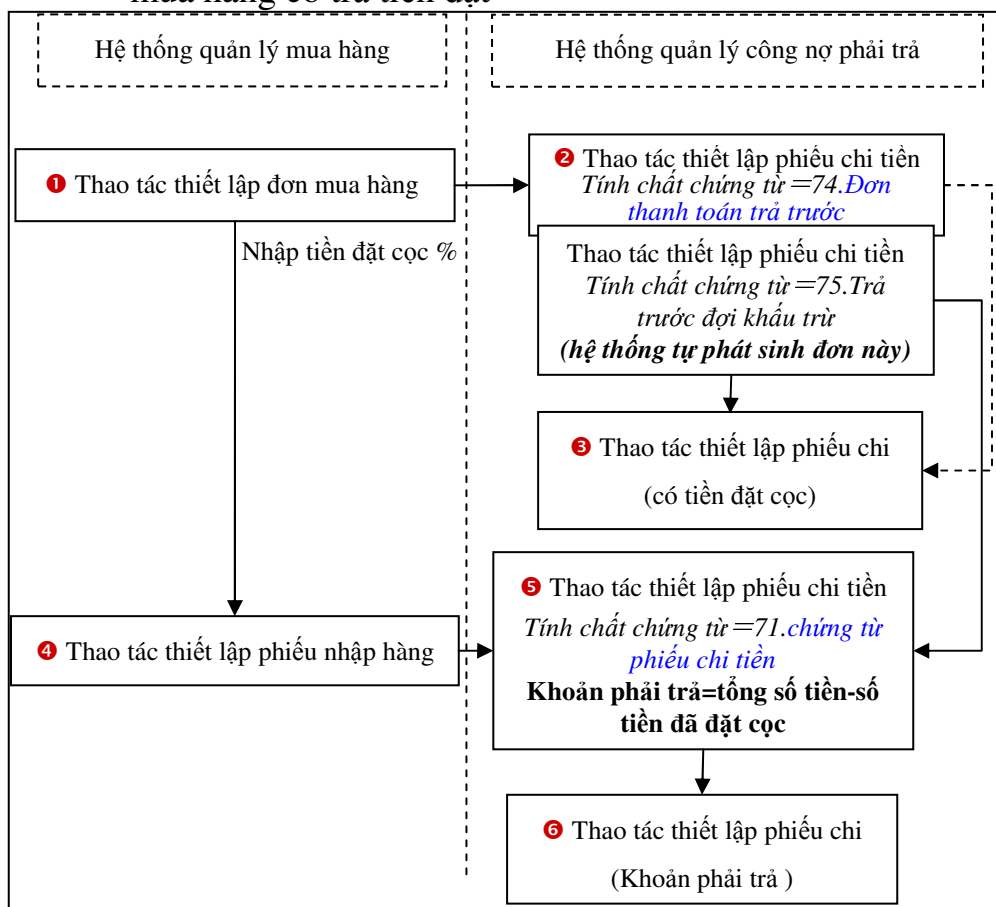 mua hàng có trả tiền đặt
Hệ thống quản lý mua hàng
Hệ thống quản lý công nợ phải trả
❶ Thao tác thiết lập đơn mua hàng
❷ Thao tác thiết lập phiếu chi tiền
Tính chất chứng từ =74.Đơn
thanh toán trả trước
Nhập tiền đặt cọc %
Thao tác thiết lập phiếu chi tiền
Tính chất chứng từ =75.Trả
trước đợi khấu trừ
(hệ thống tự phát sinh đơn này)
❸ Thao tác thiết lập phiếu chi
(có tiền đặt cọc)
❹ Thao tác thiết lập phiếu nhập hàng
❺ Thao tác thiết lập phiếu chi tiền
Tính chất chứng từ =71.chứng từ
phiếu chi tiền
Khoản phải trả=tổng số tiền-số
tiền đã đặt cọc
❻ Thao tác thiết lập phiếu chi
(Khoản phải trả )